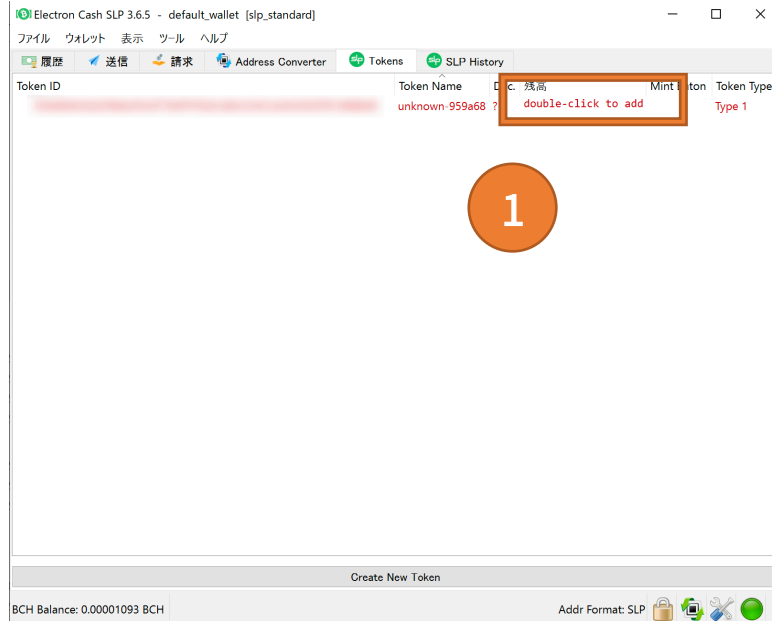 Electron Cash SLP 3.6.5 - default_wallet [slp_standard]
ファイル ウォレット 表示 ツール ヘルプ
履歴 送信 請求 Address Converter Tokens SLP History
Token ID Token Name 残高 Mint Token Type
unknown-959a68 ? double-click to add Type 1
1
Create New Token
BCH Balance: 0.00001093 BCH Addr Format: SLP